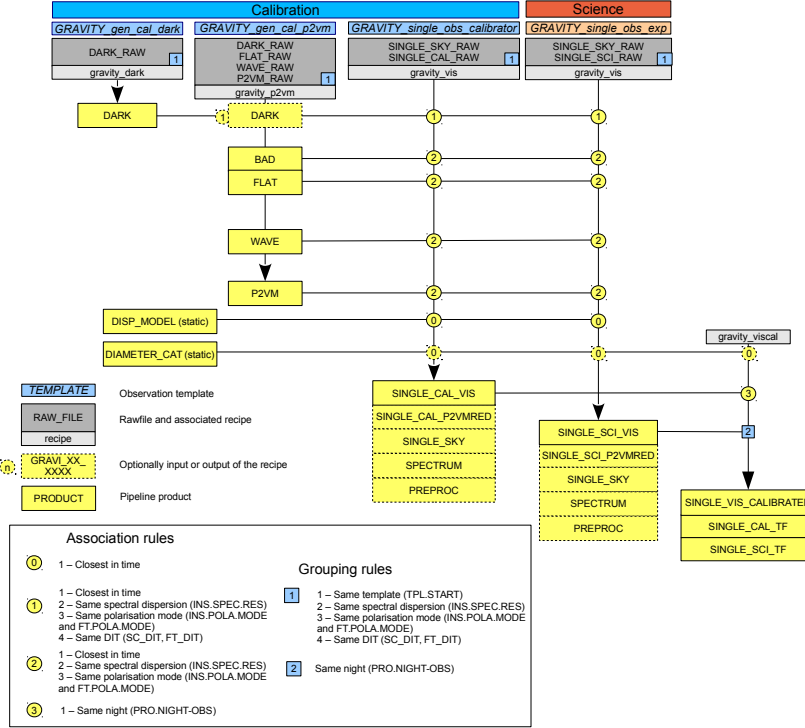 Calibration
Science
GRAVITY_gen_cal_dark
GRAVITY_gen_cal_p2vm
GRAVITY_single_obs_calibrator
GRAVITY_single_obs_exp
DARK_RAW
1
gravity_dark
DARK_RAW
FLAT_RAW
WAVE_RAW
P2VM_RAW
1
gravity_p2vm
SINGLE_SKY_RAW
SINGLE_CAL_RAW
1
gravity_vis
SINGLE_SKY_RAW
SINGLE_SCI_RAW
1
gravity_vis
DARK
1
DARK
1
1
BAD
2
2
FLAT
2
2
WAVE
2
2
P2VM
2
2
DISP_MODEL (static)
0
0
gravity_viscal
DIAMETER_CAT (static)
0
0
0
SINGLE_CAL_VIS
3
SINGLE_CAL_P2VMRED
SINGLE_SKY
SPECTRUM
PREPROC
SINGLE_SCI_VIS
2
SINGLE_SCI_P2VMRED
SINGLE_SKY
SPECTRUM
PREPROC
SINGLE_VIS_CALIBRATED
SINGLE_CAL_TF
SINGLE_SCI_TF
TEMPLATE
Observation template
RAW_FILE
recipe
Rawfile and associated recipe
n
GRAVI_XX_
XXXX
Optionally input or output of the recipe
PRODUCT
Pipeline product
Association rules
0
1 – Closest in time
1
1 – Closest in time
2 – Same spectral dispersion (INS.SPEC.RES)
3 – Same polarisation mode (INS.POLA.MODE
and FT.POLA.MODE)
4 – Same DIT (SC_DIT, FT_DIT)
2
1 – Closest in time
2 – Same spectral dispersion (INS.SPEC.RES)
3 – Same polarisation mode (INS.POLA.MODE
and FT.POLA.MODE)
3
1 – Same night (PRO.NIGHT-OBS)
Grouping rules
1
1 – Same template (TPL.START)
2 – Same spectral dispersion (INS.SPEC.RES)
3 – Same polarisation mode (INS.POLA.MODE
and FT.POLA.MODE)
4 – Same DIT (SC_DIT, FT_DIT)
2
Same night (PRO.NIGHT-OBS)